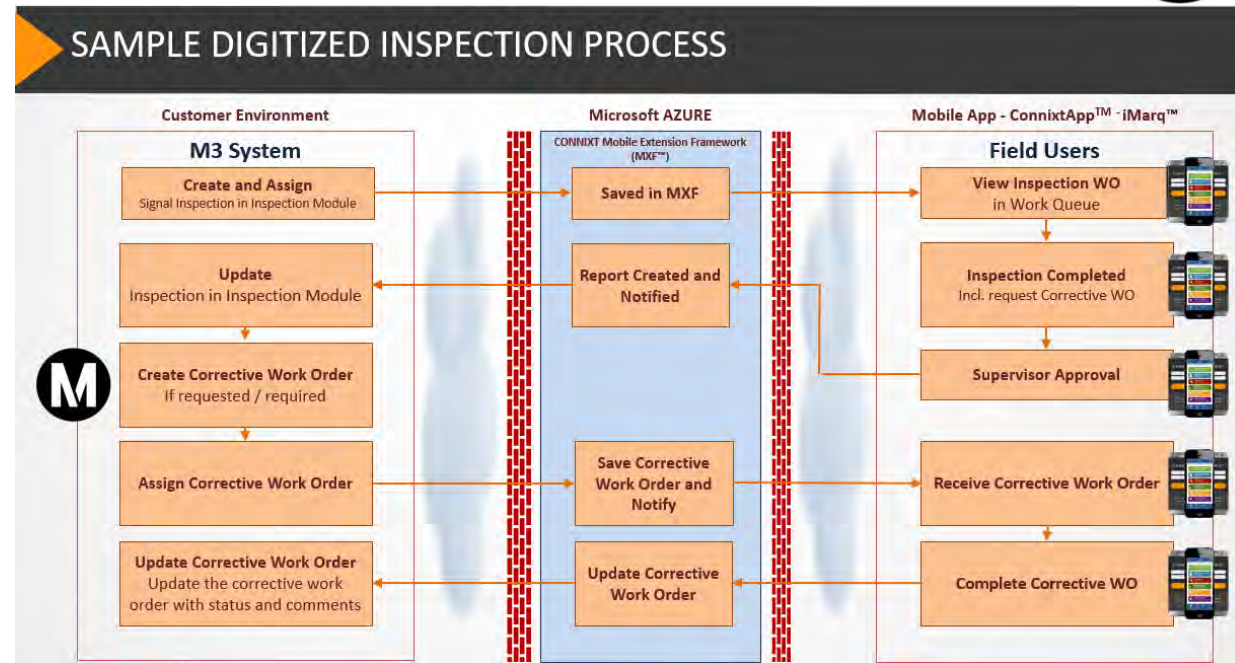 SAMPLE DIGITIZED INSPECTION PROCESS
Customer Environment
M3 System
Create and Assign
Signal Inspection in Inspection Module
Update
Inspection in Inspection Module
M
Create Corrective Work Order
If requested / required
Assign Corrective Work Order
Update Corrective Work Order
Update the corrective work
order with status and comments
Microsoft AZURE
CONNIXT Mobile Extension Framework
(MXF™)
Saved in MXF
Report Created and
Notified
Save Corrective
Work Order and
Notify
Update Corrective
Work Order
Mobile App - ConnixtApp™ - iMarq™
Field Users
View Inspection WO
in Work Queue
Inspection Completed
Incl. request Corrective WO
Supervisor Approval
Receive Corrective Work Order
Complete Corrective WO